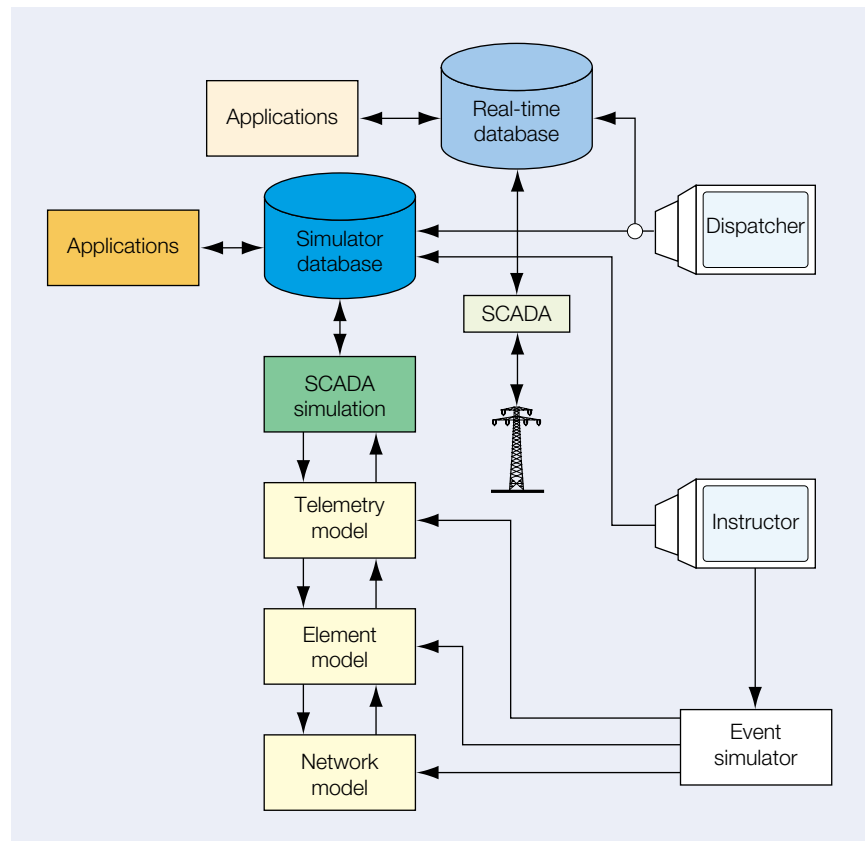 Real-time
database
Applications
Simulator
database
Applications
Dispatcher
SCADA
SCADA
simulation
Telemetry
model
Instructor
Element
model
Event
simulator
Network
model